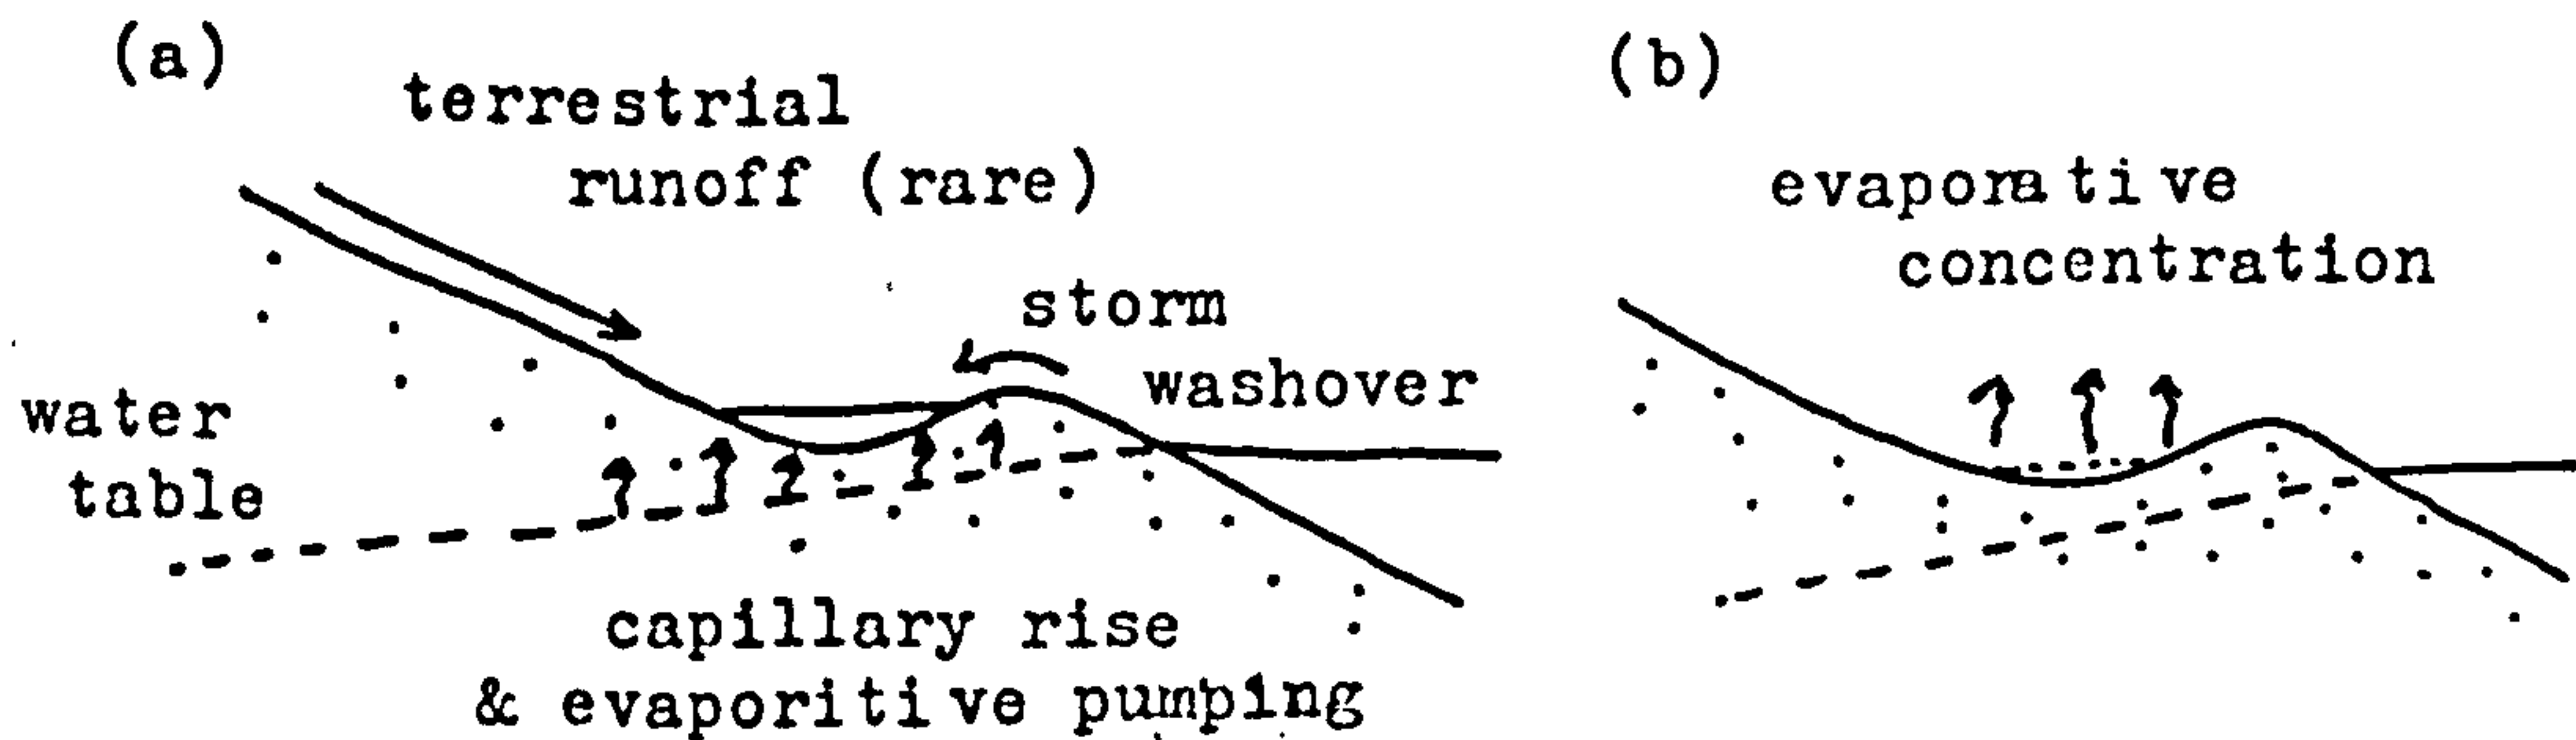 (a)
terrestrial
runoff (rare)
storm
washover
water
table
capillary rise
& evaporitive pumping
(b)
evaporative
concentration